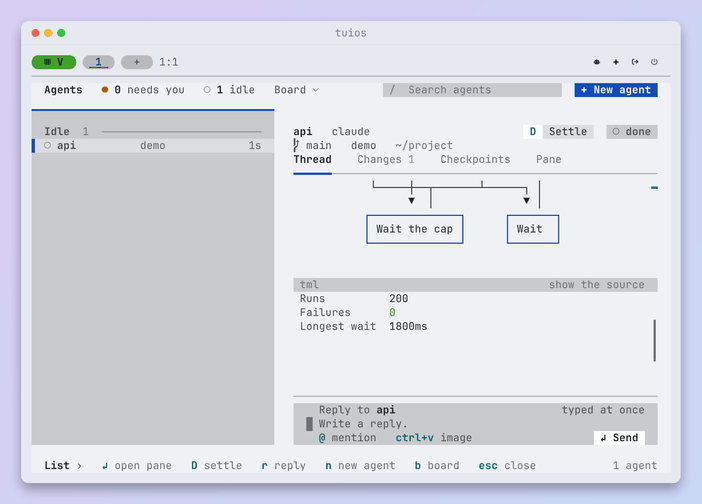 tuios
V 1 + 1:1
Agents 0 needs you 1 idle Board / Search agents + New agent
Idle 1
api demo 1s
api claude D Settle done
main demo ~/project
Thread Changes 1 Checkpoints Pane
Wait the cap Wait
tml show the source
Runs 200
Failures 0
Longest wait 1800ms
Reply to api typed at once
Write a reply.
@ mention ctrl+v image ↲ Send
List › ↲ open pane D settle r reply n new agent b board esc close 1 agent